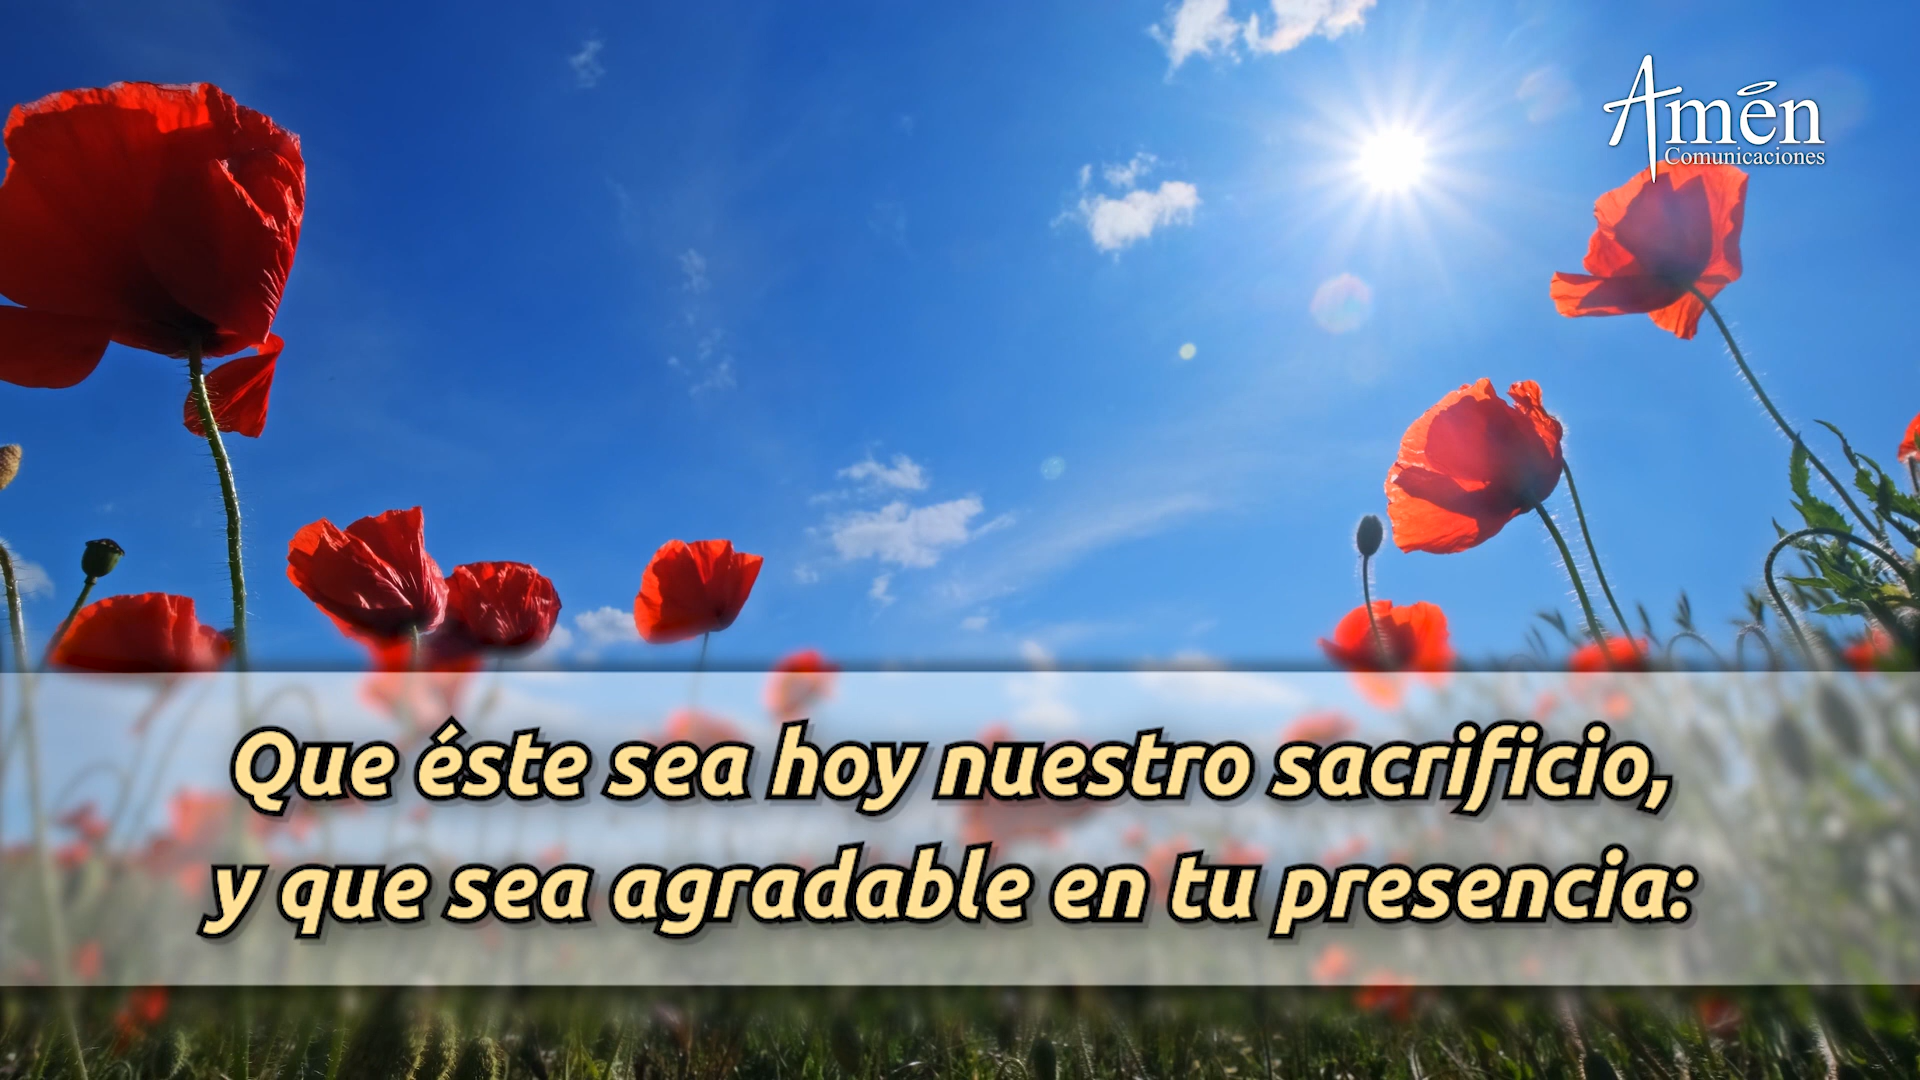 Amén
Comunicaciones
Que éste sea hoy nuestro sacrificio,
y que sea agradable en tu presencia: